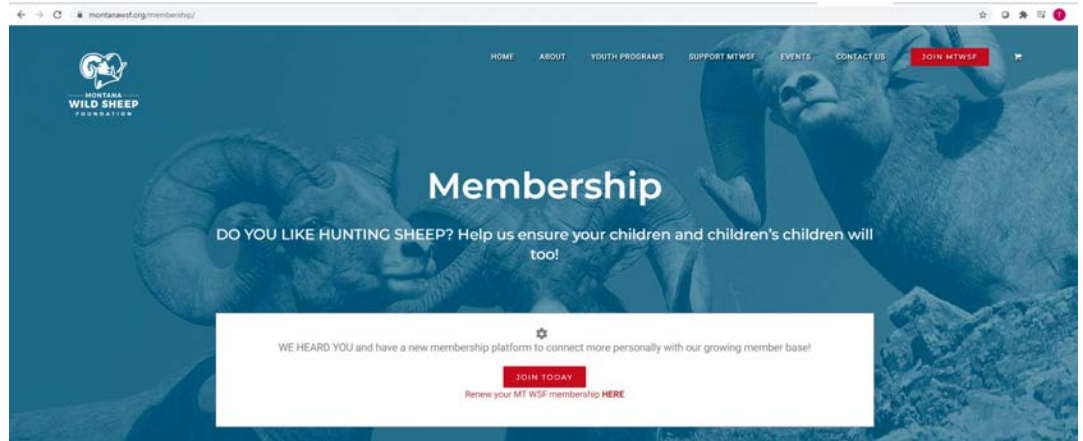 montanawsf.org/membership/
T
MONTANA
WILD SHEEP
FOUNDATION
HOME ABOUT YOUTH PROGRAMS SUPPORT MTWSF EVENTS CONTACT US JOIN MTWSF
Membership
DO YOU LIKE HUNTING SHEEP? Help us ensure your children and children's children will
too!
WE HEARD YOU and have a new membership platform to connect more personally with our growing member base!
JOIN TODAY
Renew your MT WSF membership HERE